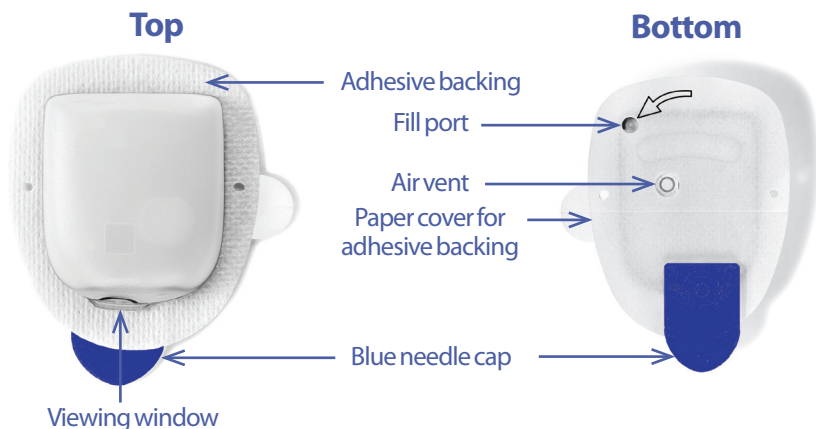 Top
Bottom
Adhesive backing
Fill port
Air vent
Paper cover for
adhesive backing
Blue needle cap
Viewing window